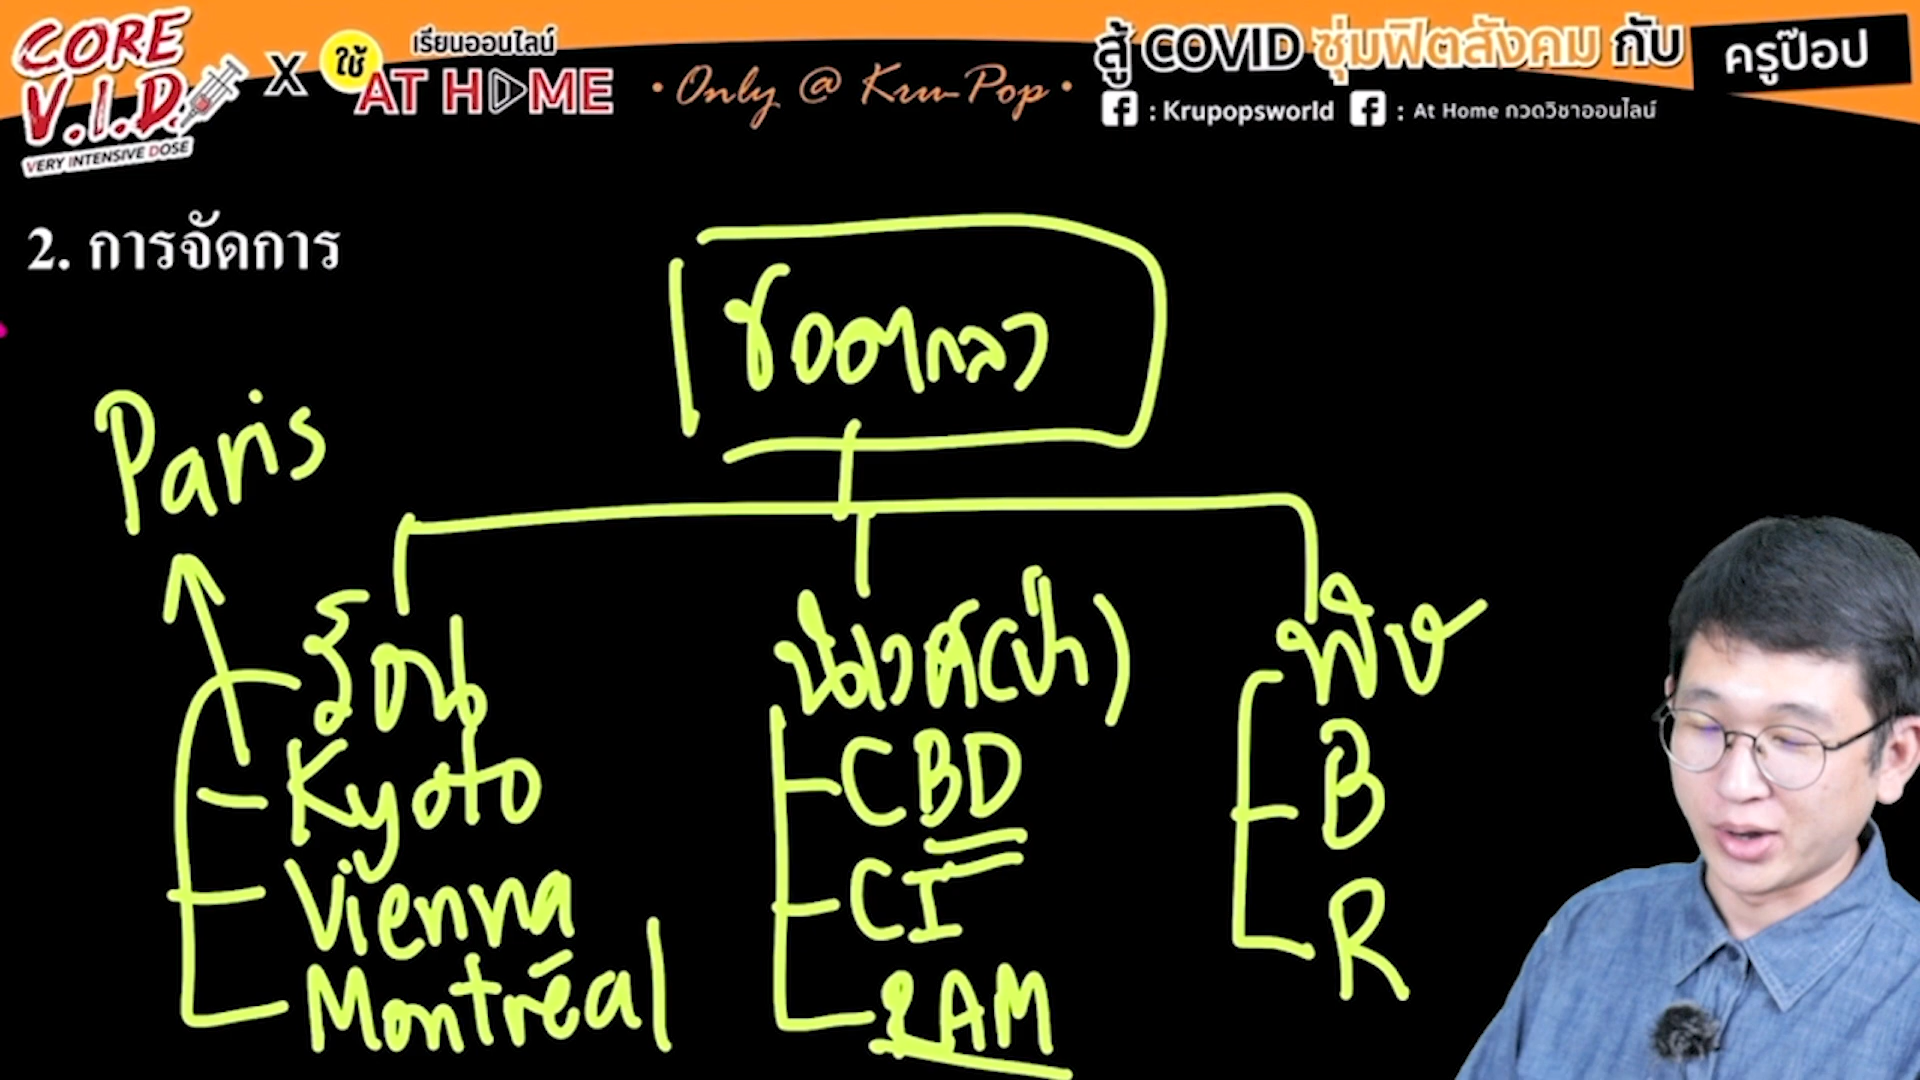 CORE
V.I.D.
VERY INTENSIVE DOSE
X
ใช้
เรียนออนไลน์
AT HOME
• Only @ Kru-Pop •
สู้ COVID ซุ่มฟิตสังคม กับ ครูป๊อป
: Krupopsworld : At Home กวดวิชาออนไลน์
2. การจัดการ
ข้อตกลง
Paris
ร้อน
Kyoto
Vienna
Montréal
นิเวศ(ป่า)
CBD
CI
RAM
พิษ
B
R